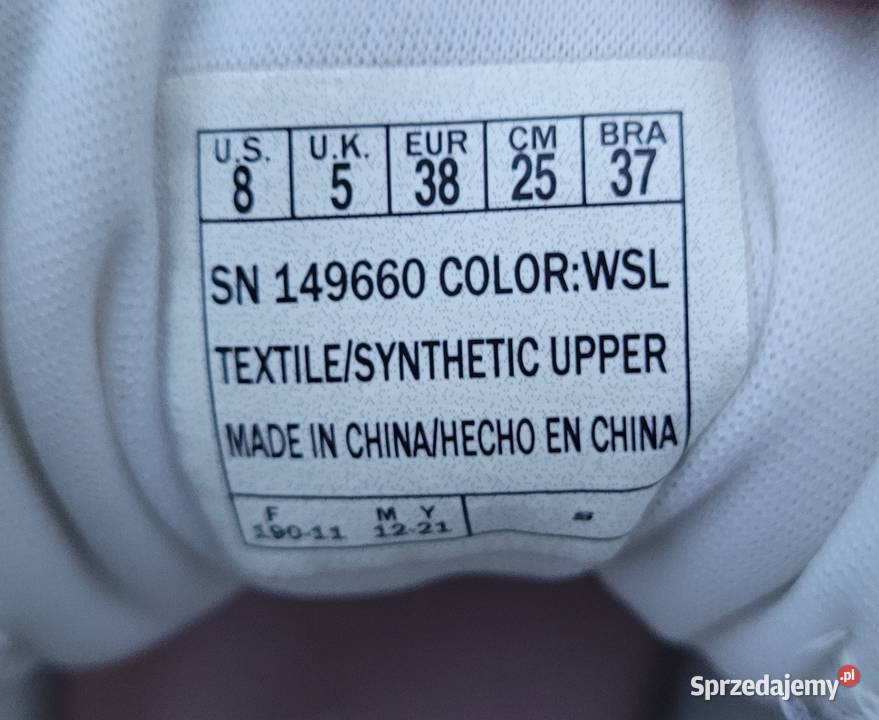 U.S. U.K. EUR CM BRA
8 5 38 25 37
SN 149660 COLOR:WSL
TEXTILE/SYNTHETIC UPPER
MADE IN CHINA/HECHO EN CHINA
F M Y
190-11 12-21
Sprzedajemy.pl